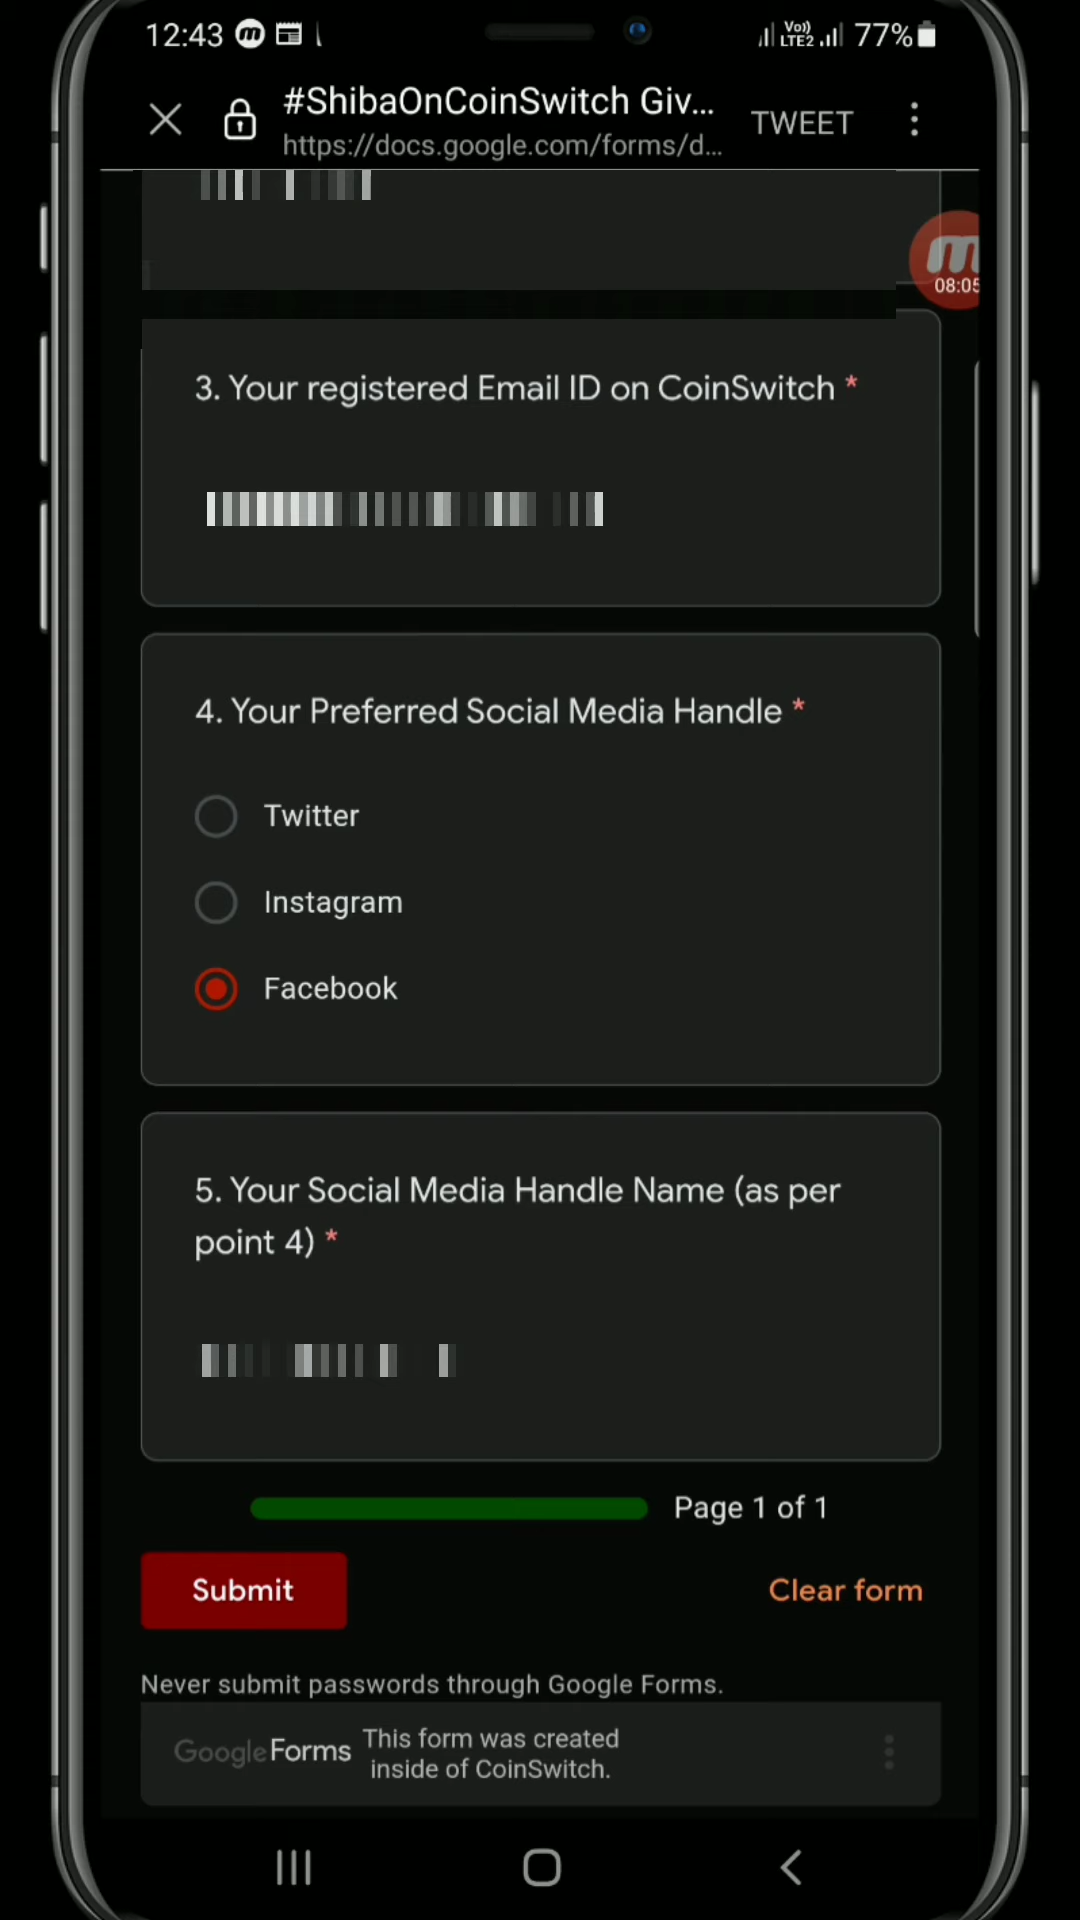 12:43
Vo))
LTE2
77%
#ShibaOnCoinSwitch Giv...
https://docs.google.com/forms/d...
TWEET
08:05
3. Your registered Email ID on CoinSwitch *
4. Your Preferred Social Media Handle *
Twitter
Instagram
Facebook
5. Your Social Media Handle Name (as per
point 4) *
Page 1 of 1
Submit
Clear form
Never submit passwords through Google Forms.
Google Forms
This form was created
inside of CoinSwitch.